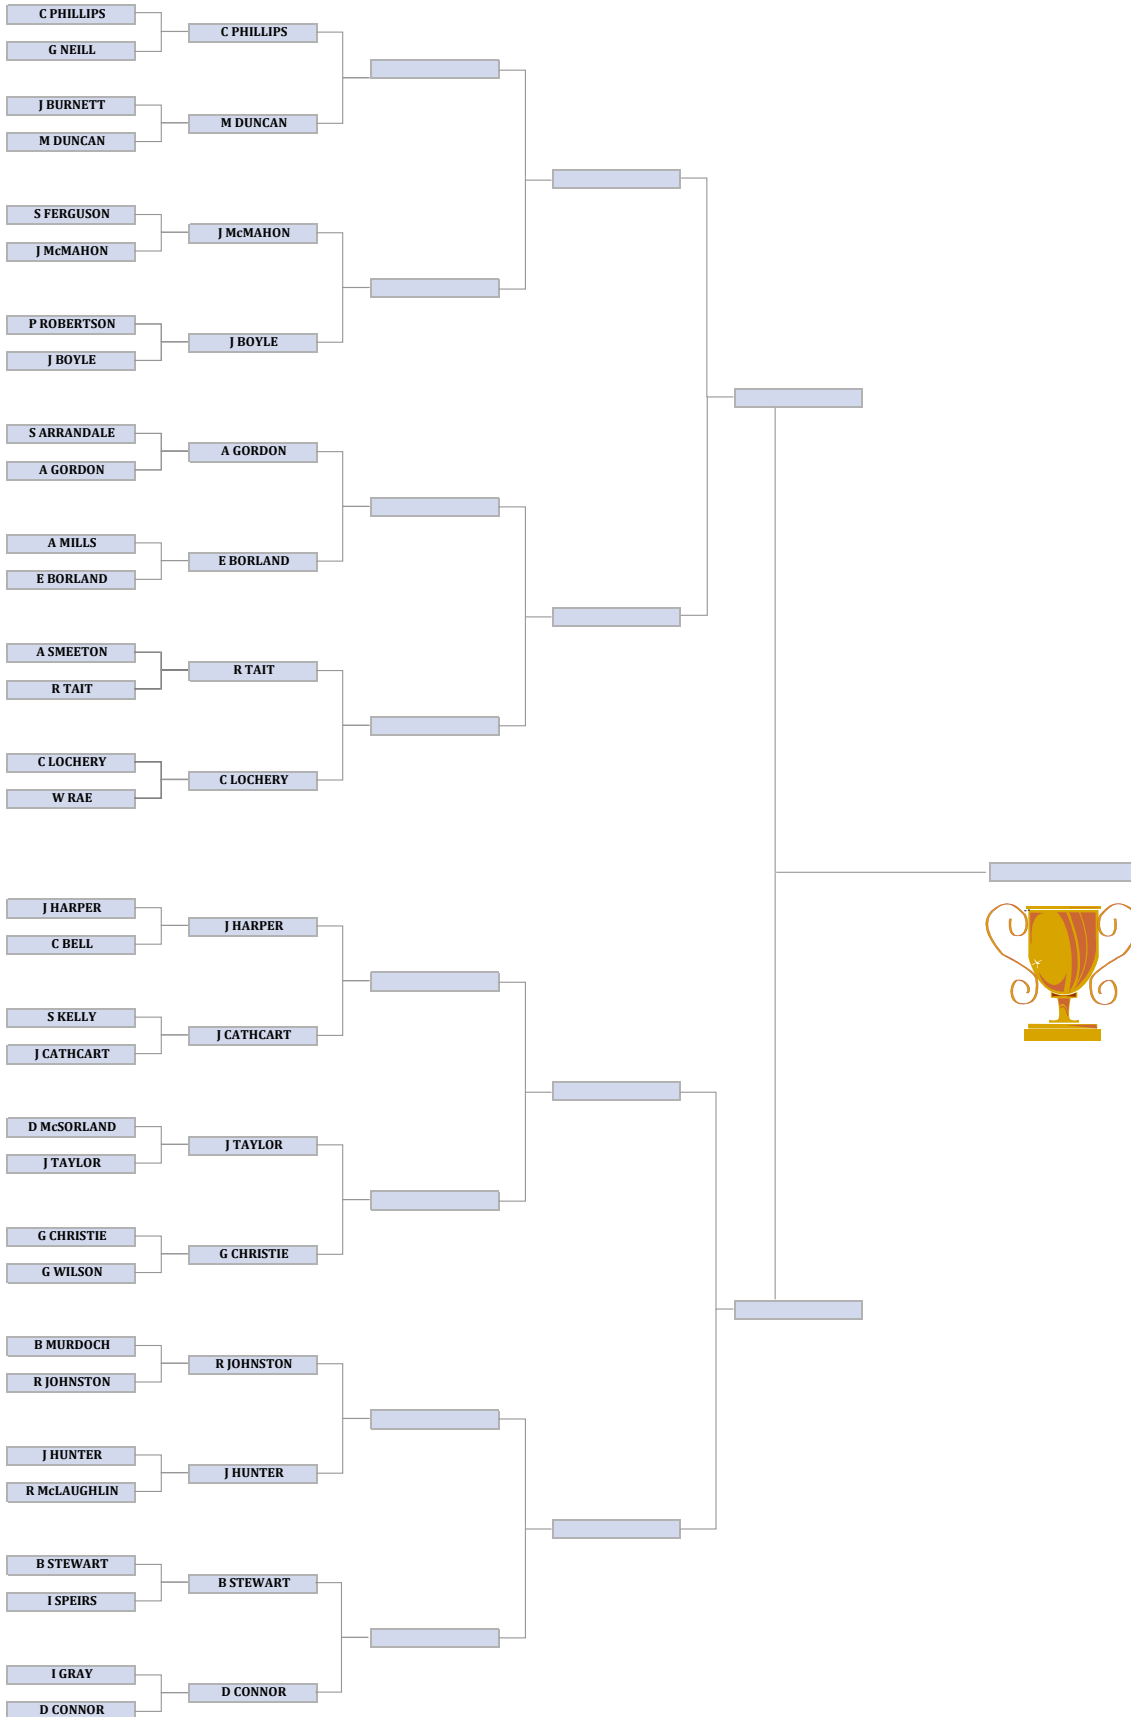 C PHILLIPS
G NEILL
J BURNETT
M DUNCAN
S FERGUSON
J McMAHON
P ROBERTSON
J BOYLE
S ARRANDALE
A GORDON
A MILLS
E BORLAND
A SMEETON
R TAIT
C LOCHERY
W RAE
J HARPER
C BELL
S KELLY
J CATHCART
D McSORLAND
J TAYLOR
G CHRISTIE
G WILSON
B MURDOCH
R JOHNSTON
J HUNTER
R McLAUGHLIN
B STEWART
I SPEIRS
I GRAY
D CONNOR
C PHILLIPS
M DUNCAN
J McMAHON
J BOYLE
A GORDON
E BORLAND
R TAIT
C LOCHERY
J HARPER
J CATHCART
J TAYLOR
G CHRISTIE
R JOHNSTON
J HUNTER
B STEWART
D CONNOR